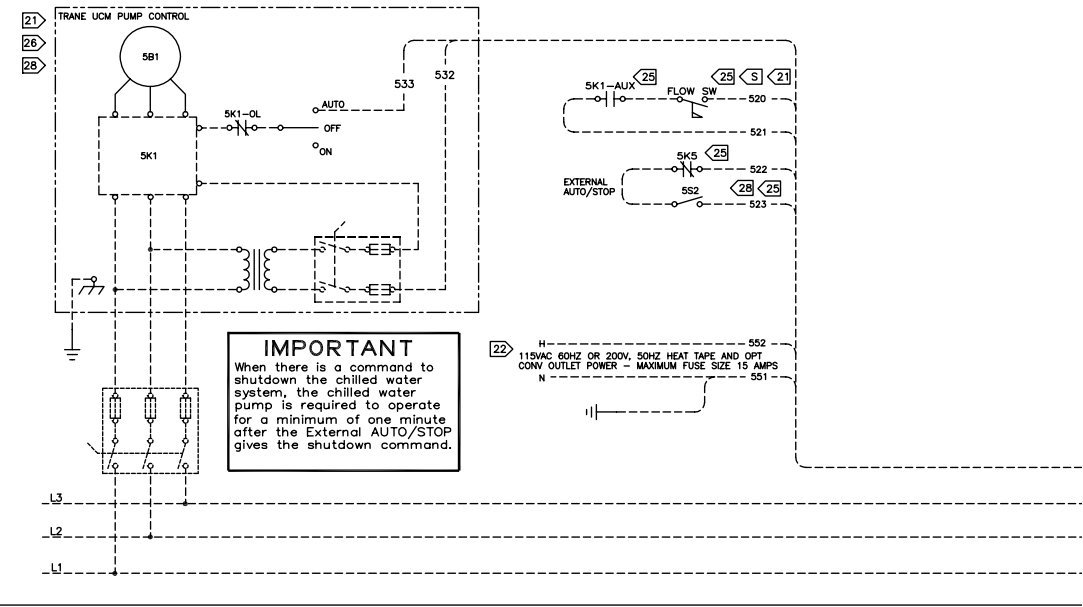 21
TRANE UCM PUMP CONTROL
26
28
5B1
533
532
5K1-AUX
25
FLOW SW
25
S
21
520
521
AUTO
5K1-OL
OFF
ON
5K1
5K5
25
522
EXTERNAL
AUTO/STOP
5S2
28
25
523
IMPORTANT
When there is a command to
shutdown the chilled water
system, the chilled water
pump is required to operate
for a minimum of one minute
after the External AUTO/STOP
gives the shutdown command.
22
H
552
115VAC 60HZ OR 200V, 50HZ HEAT TAPE AND OPT
CONV OUTLET POWER – MAXIMUM FUSE SIZE 15 AMPS
N
551
L3
L2
L1